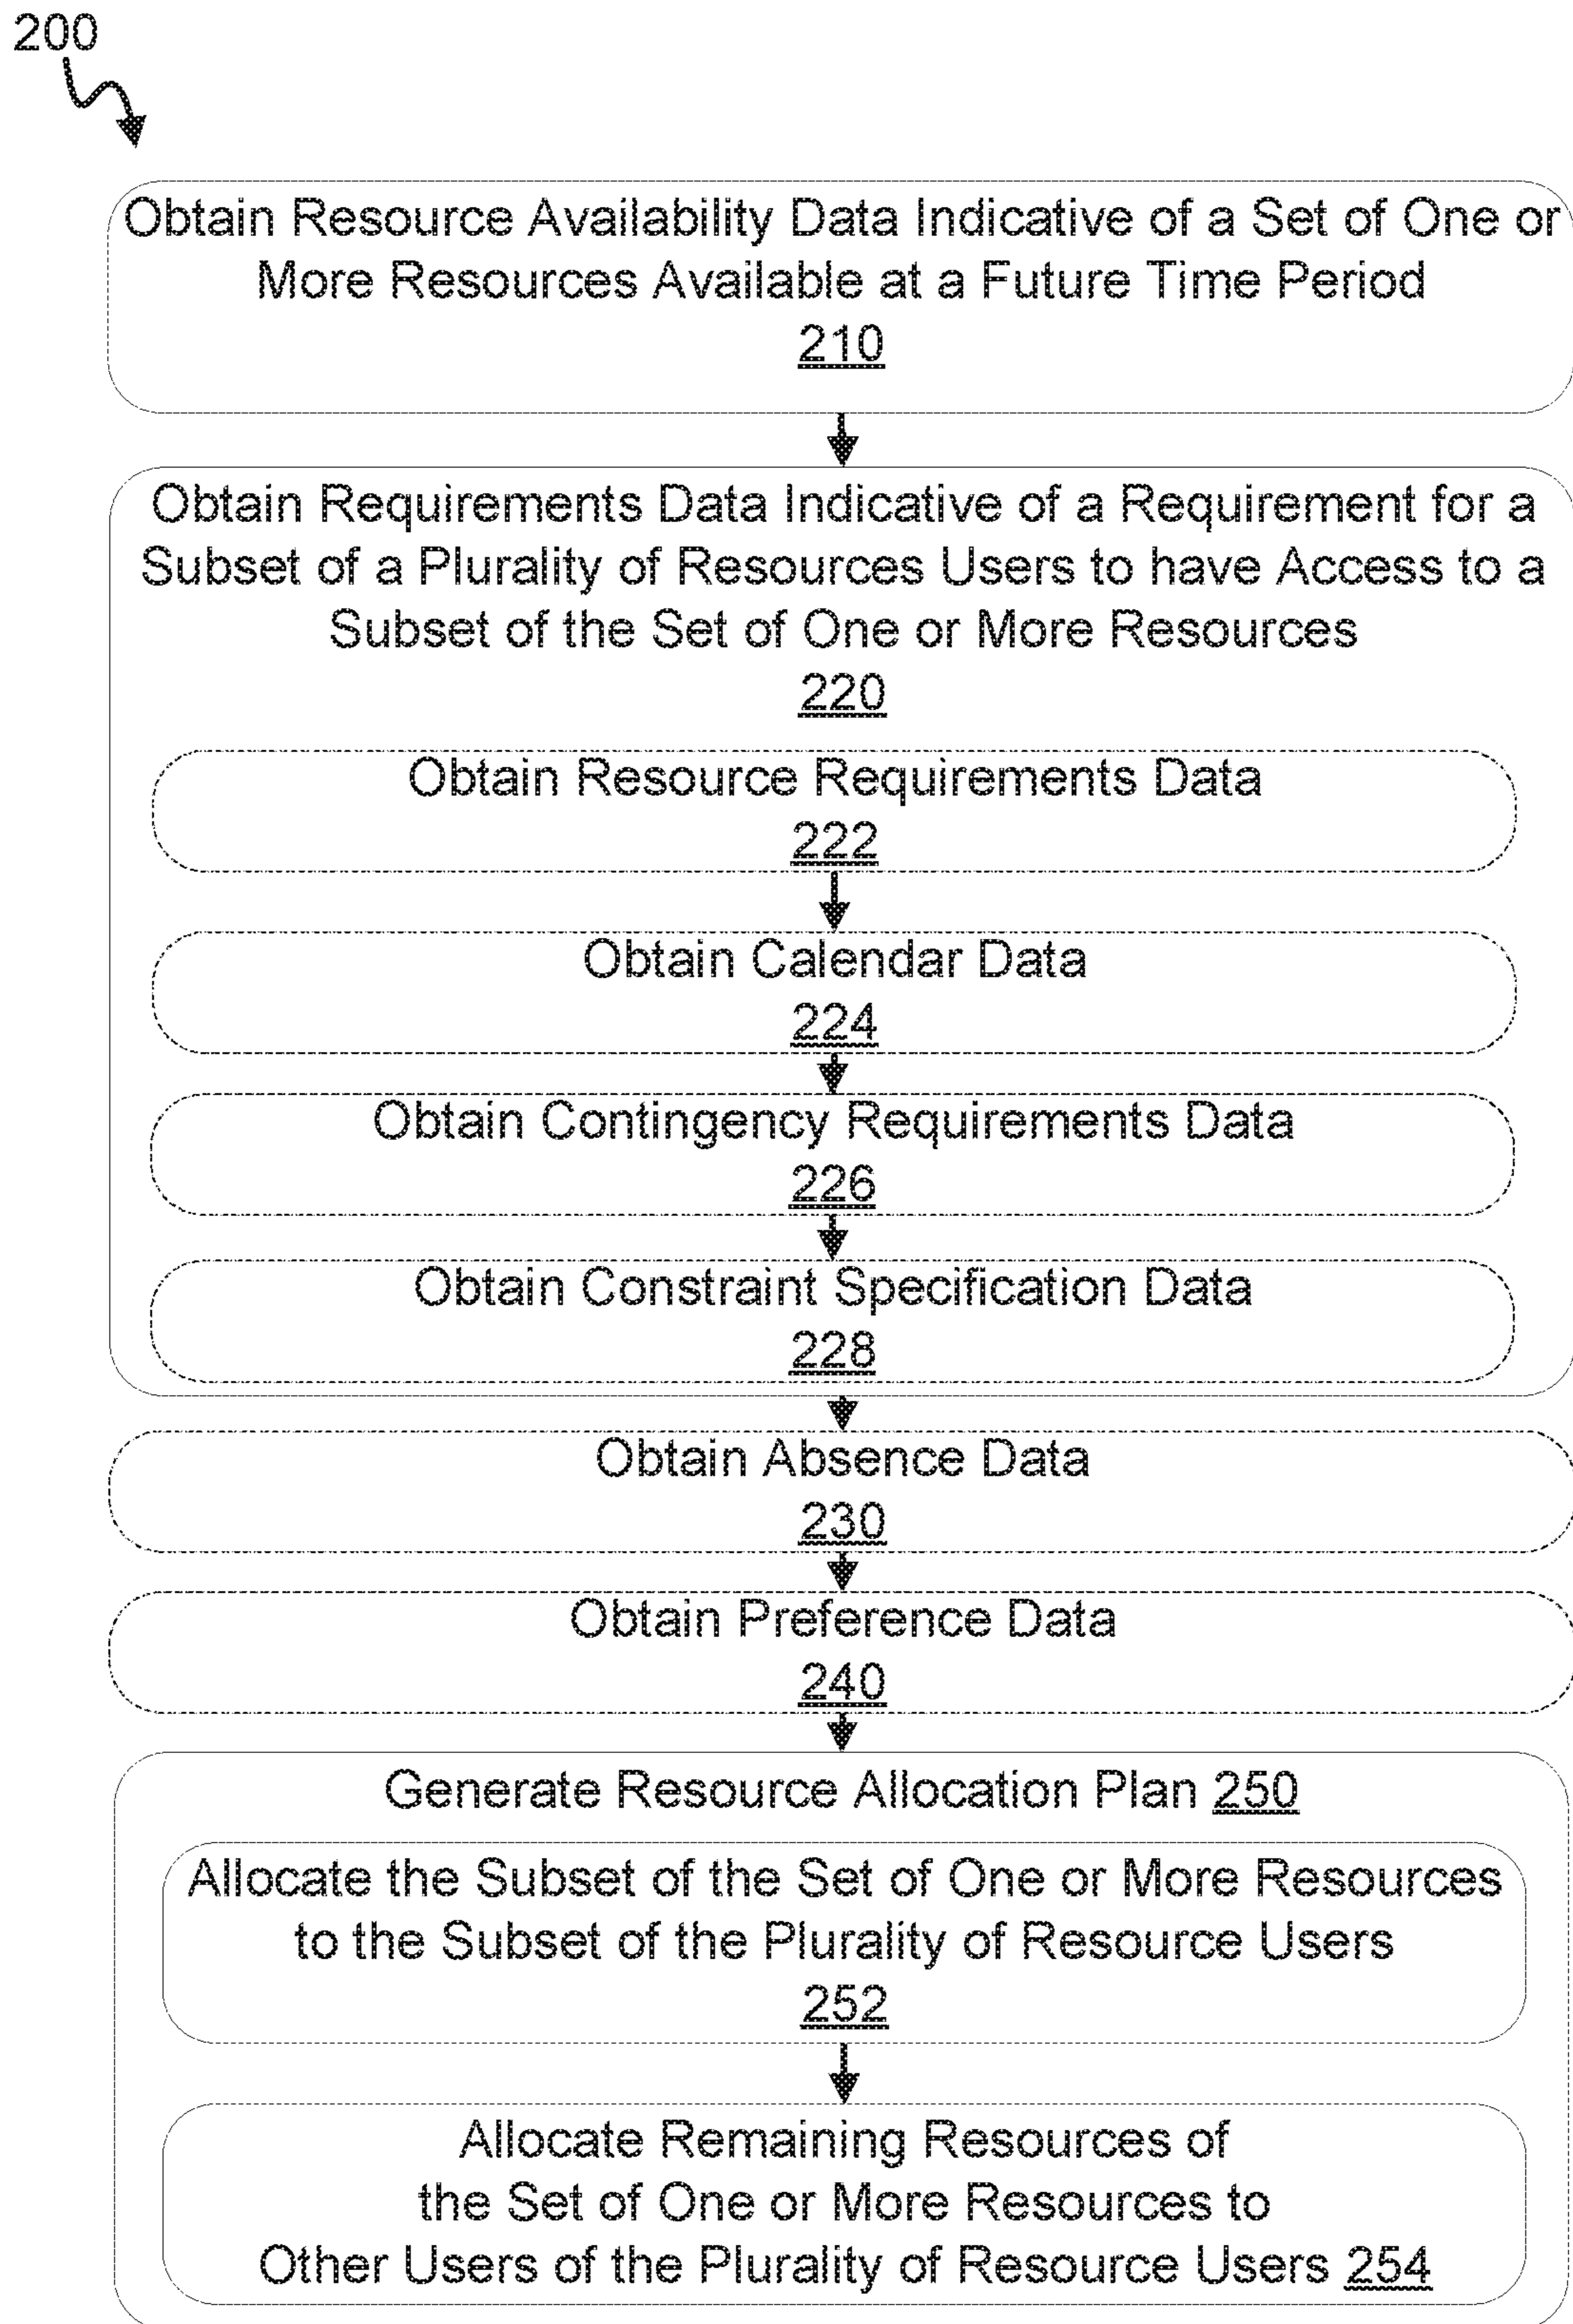 200
Obtain Resource Availability Data Indicative of a Set of One or
More Resources Available at a Future Time Period
210
Obtain Requirements Data Indicative of a Requirement for a
Subset of a Plurality of Resources Users to have Access to a
Subset of the Set of One or More Resources
220
Obtain Resource Requirements Data
222
Obtain Calendar Data
224
Obtain Contingency Requirements Data
226
Obtain Constraint Specification Data
228
Obtain Absence Data
230
Obtain Preference Data
240
Generate Resource Allocation Plan 250
Allocate the Subset of the Set of One or More Resources
to the Subset of the Plurality of Resource Users
252
Allocate Remaining Resources of
the Set of One or More Resources to
Other Users of the Plurality of Resource Users 254